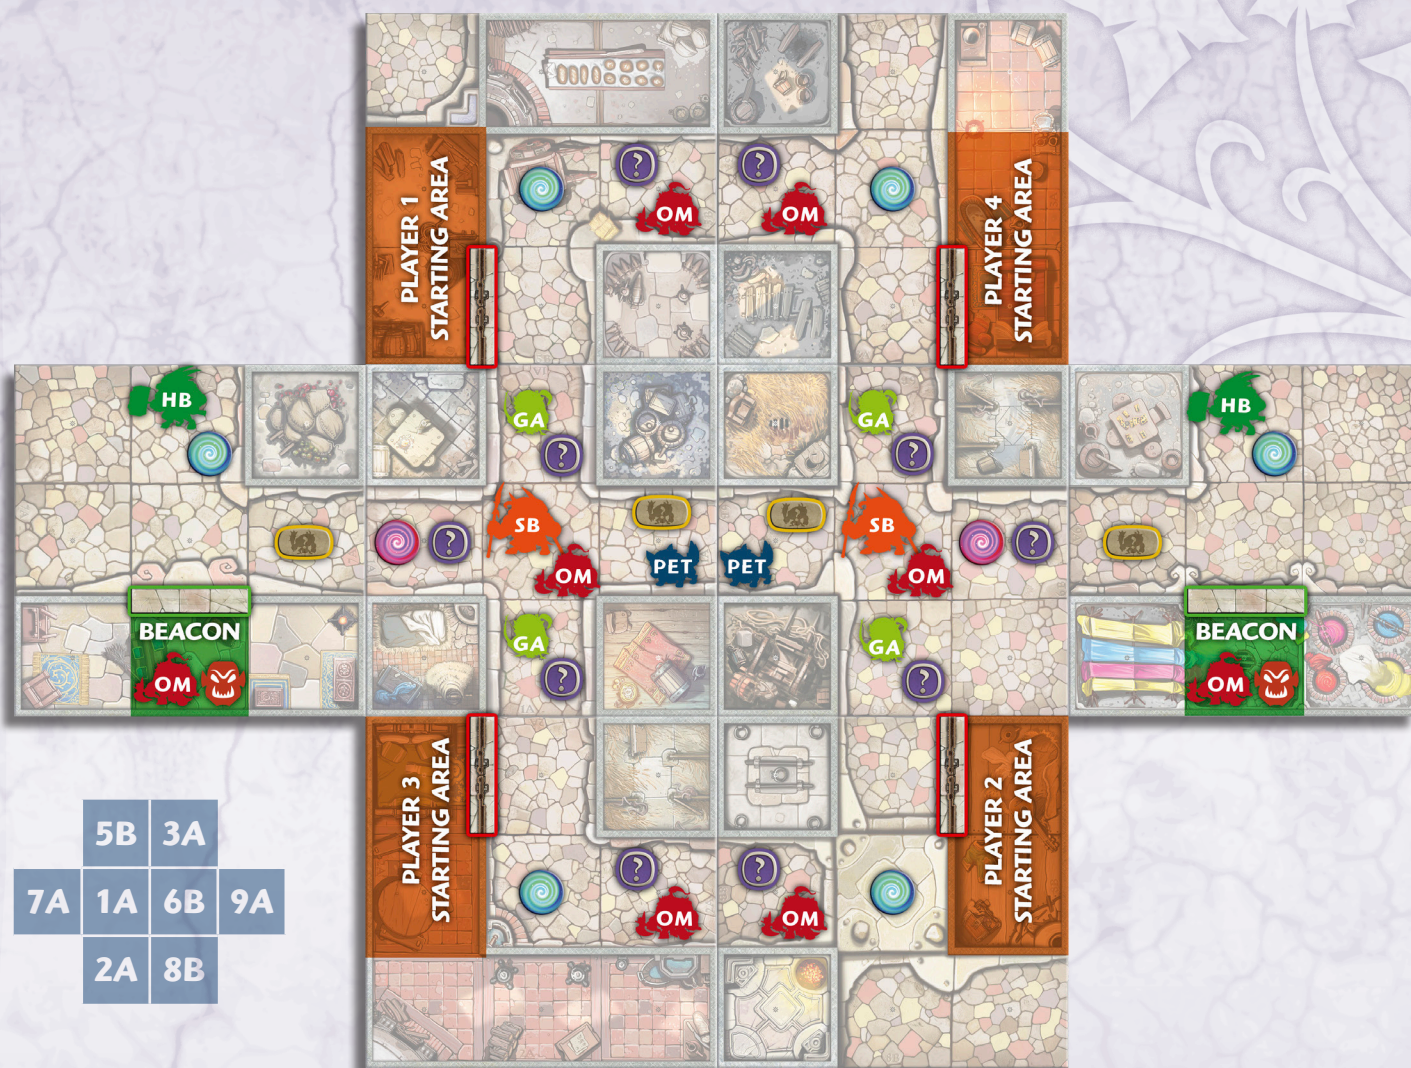 PLAYER 1
STARTING AREA
?
?
OM
OM
PLAYER 4
STARTING AREA
HB
GA
?
GA
?
HB
?
SB
OM
PET
PET
SB
OM
?
BEACON
OM
GA
?
GA
?
BEACON
OM
PLAYER 3
STARTING AREA
?
?
OM
OM
PLAYER 2
STARTING AREA
5B 3A
7A 1A 6B 9A
2A 8B